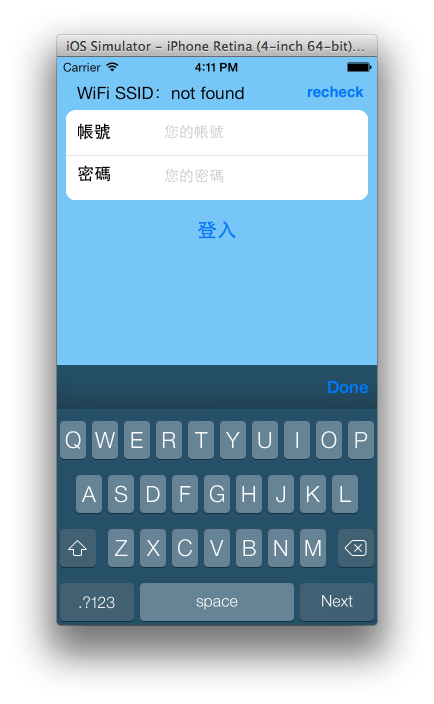 iOS Simulator – iPhone Retina (4-inch 64-bit)...
Carrier 4:11 PM
WiFi SSID： not found recheck
帳號 您的帳號
密碼 您的密碼
登入
Done
Q W E R T Y U I O P
A S D F G H J K L
Z X C V B N M
.?123 space Next